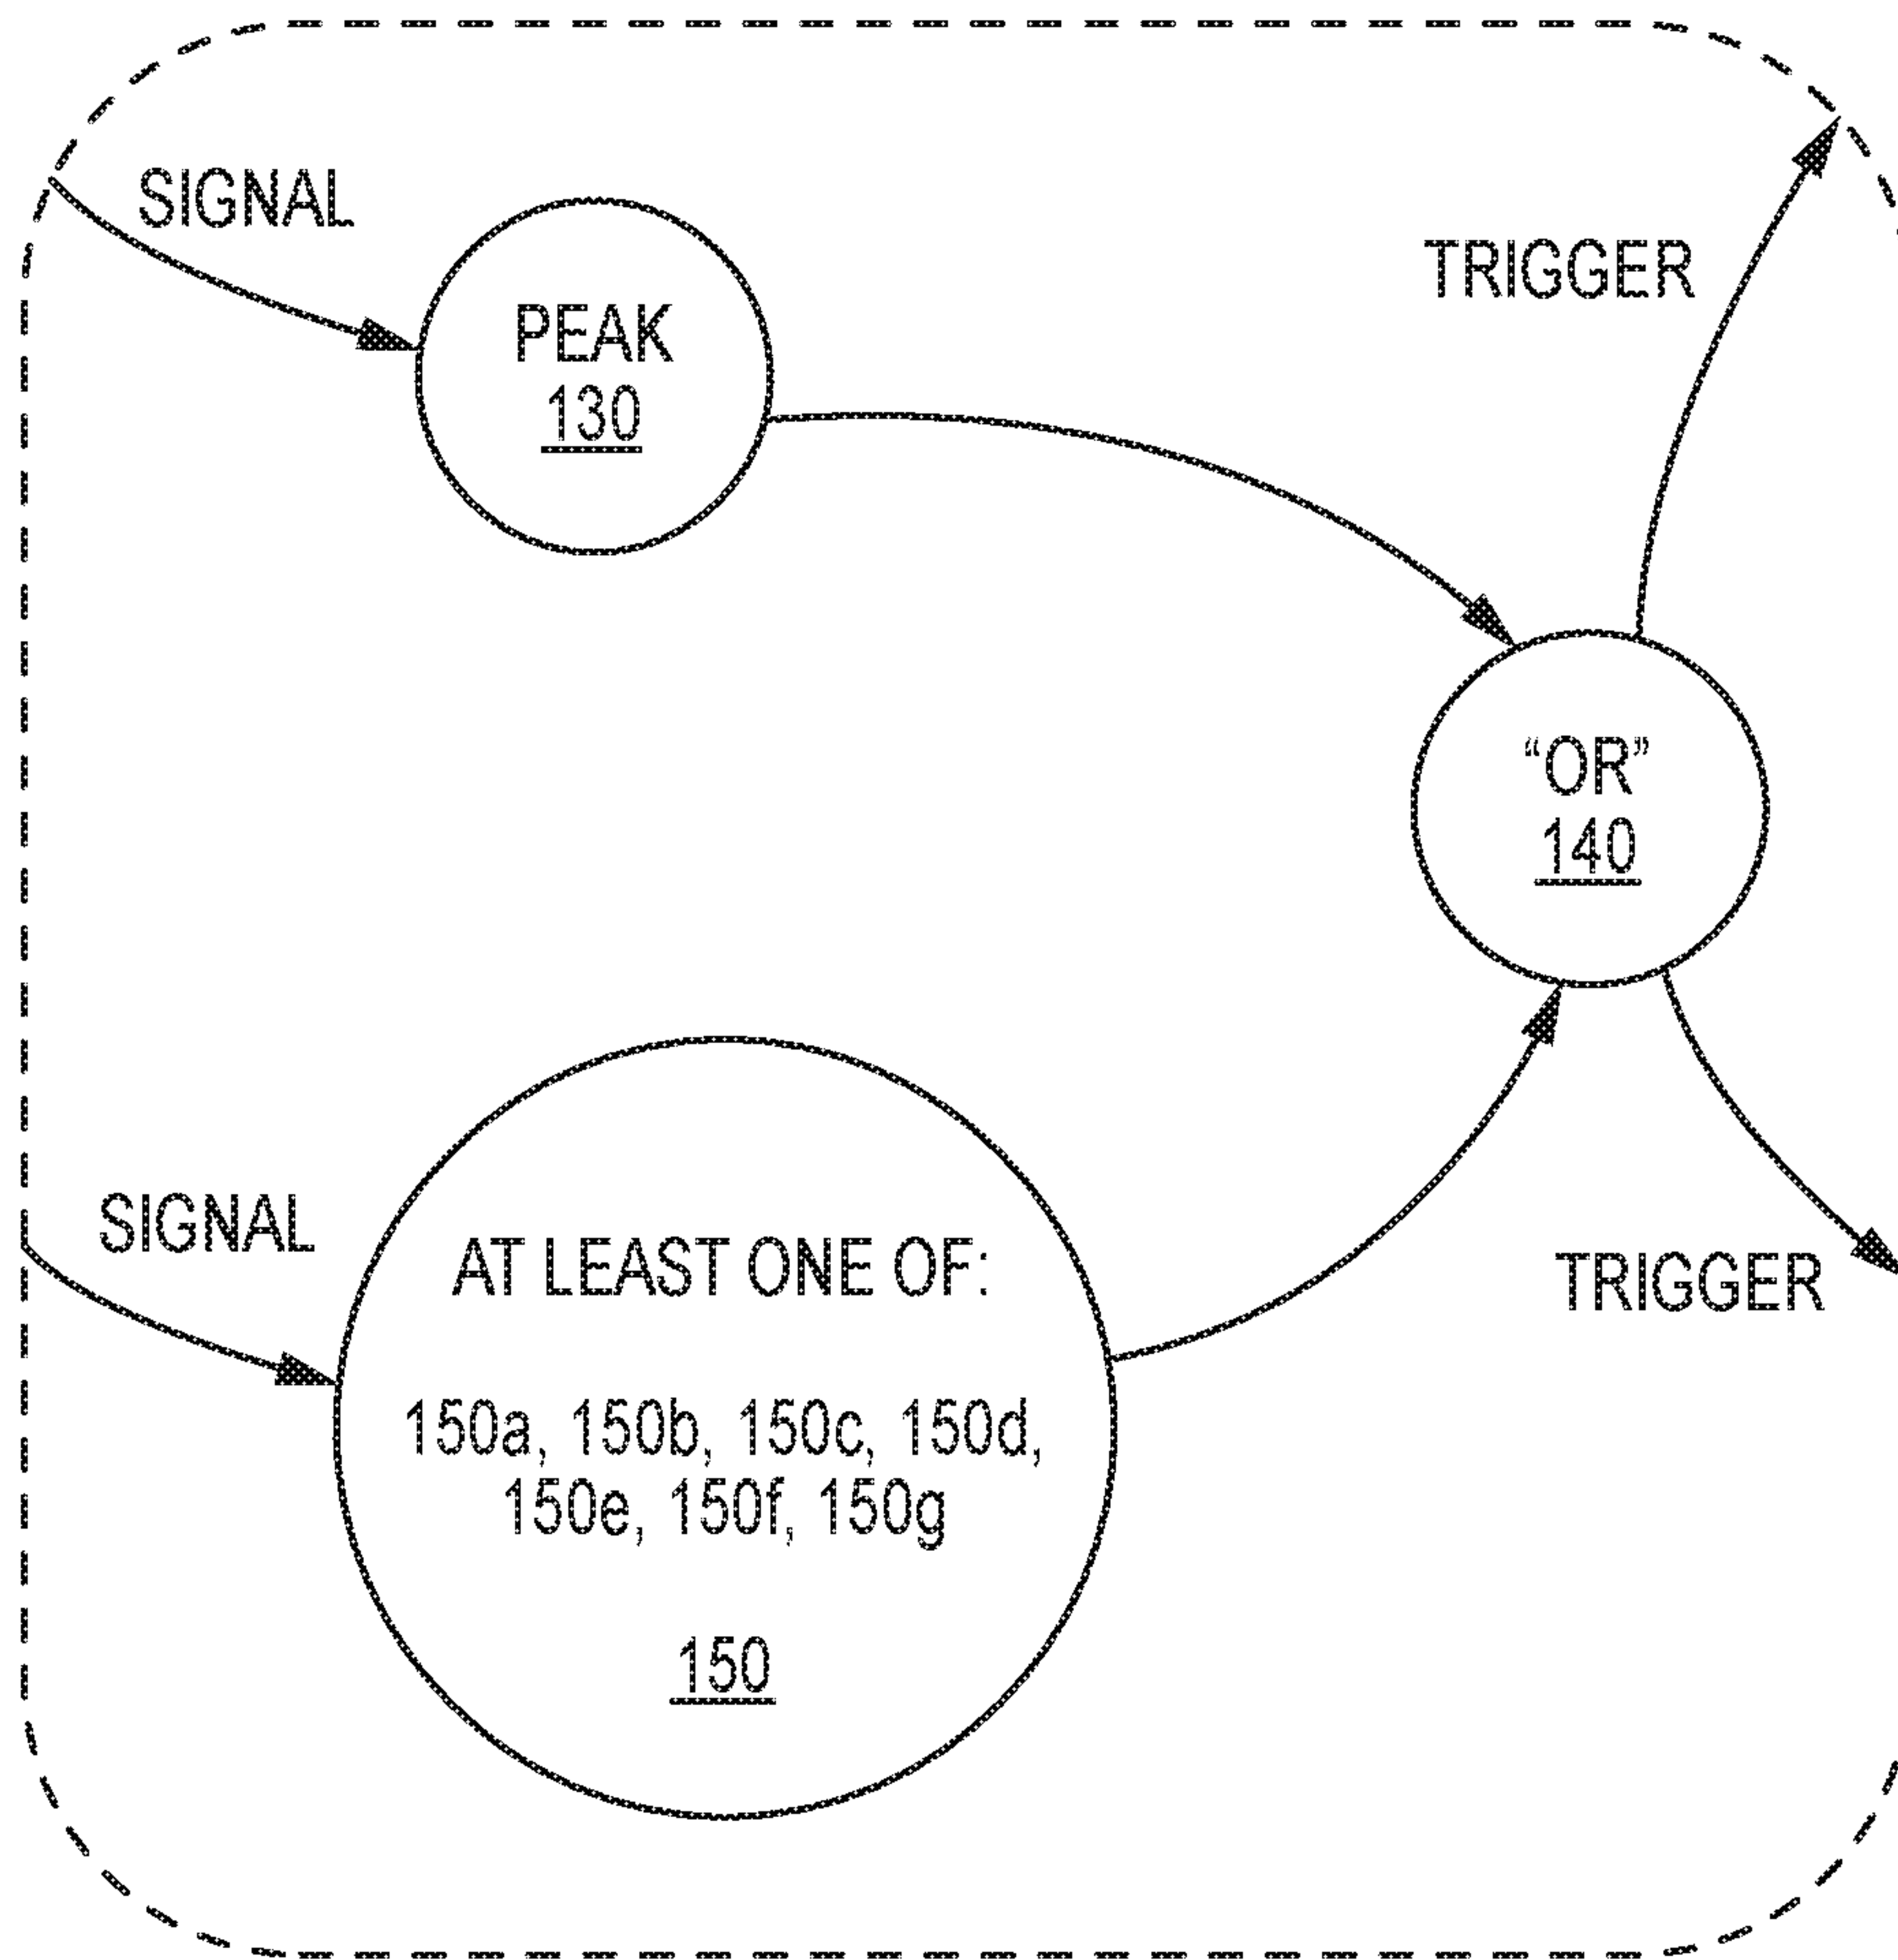 SIGNAL
PEAK
130
TRIGGER
“OR”
140
SIGNAL
AT LEAST ONE OF:
150a, 150b, 150c, 150d,
150e, 150f, 150g
150
TRIGGER